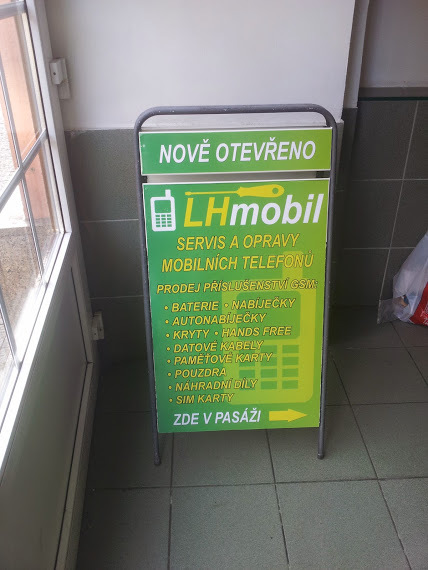 NOVĚ OTEVŘENO
LHmobil
SERVIS A OPRAVY
MOBILNÍCH TELEFONŮ
PRODEJ PŘÍSLUŠENSTVÍ GSM:
• BATERIE • NABÍJEČKY
• AUTONABÍJEČKY
• KRYTY • HANDS FREE
• DATOVÉ KABELY
• PAMĚŤOVÉ KARTY
• POUZDRA
• NÁHRADNÍ DÍLY
• SIM KARTY
ZDE V PASÁŽI